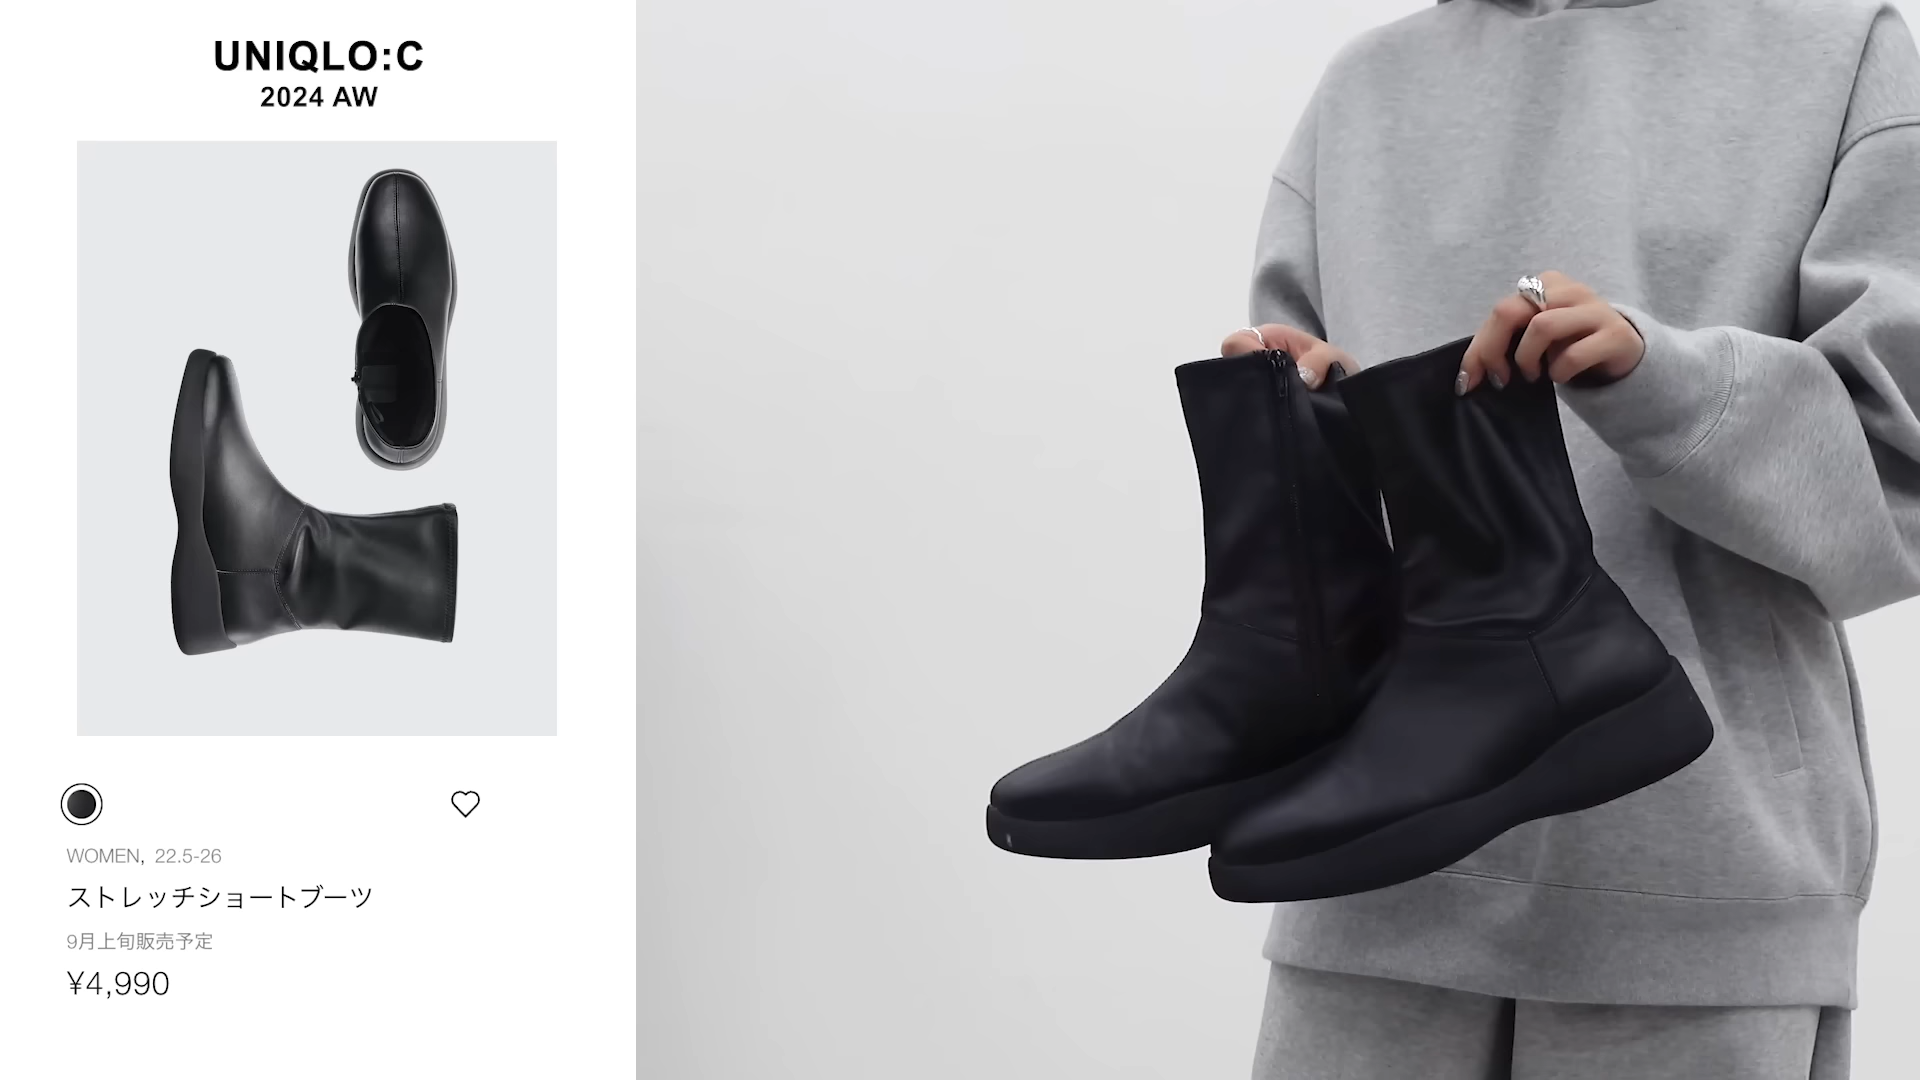 UNIQLO:C
2024 AW
WOMEN, 22.5-26
ストレッチショートブーツ
9月上旬販売予定
¥4,990